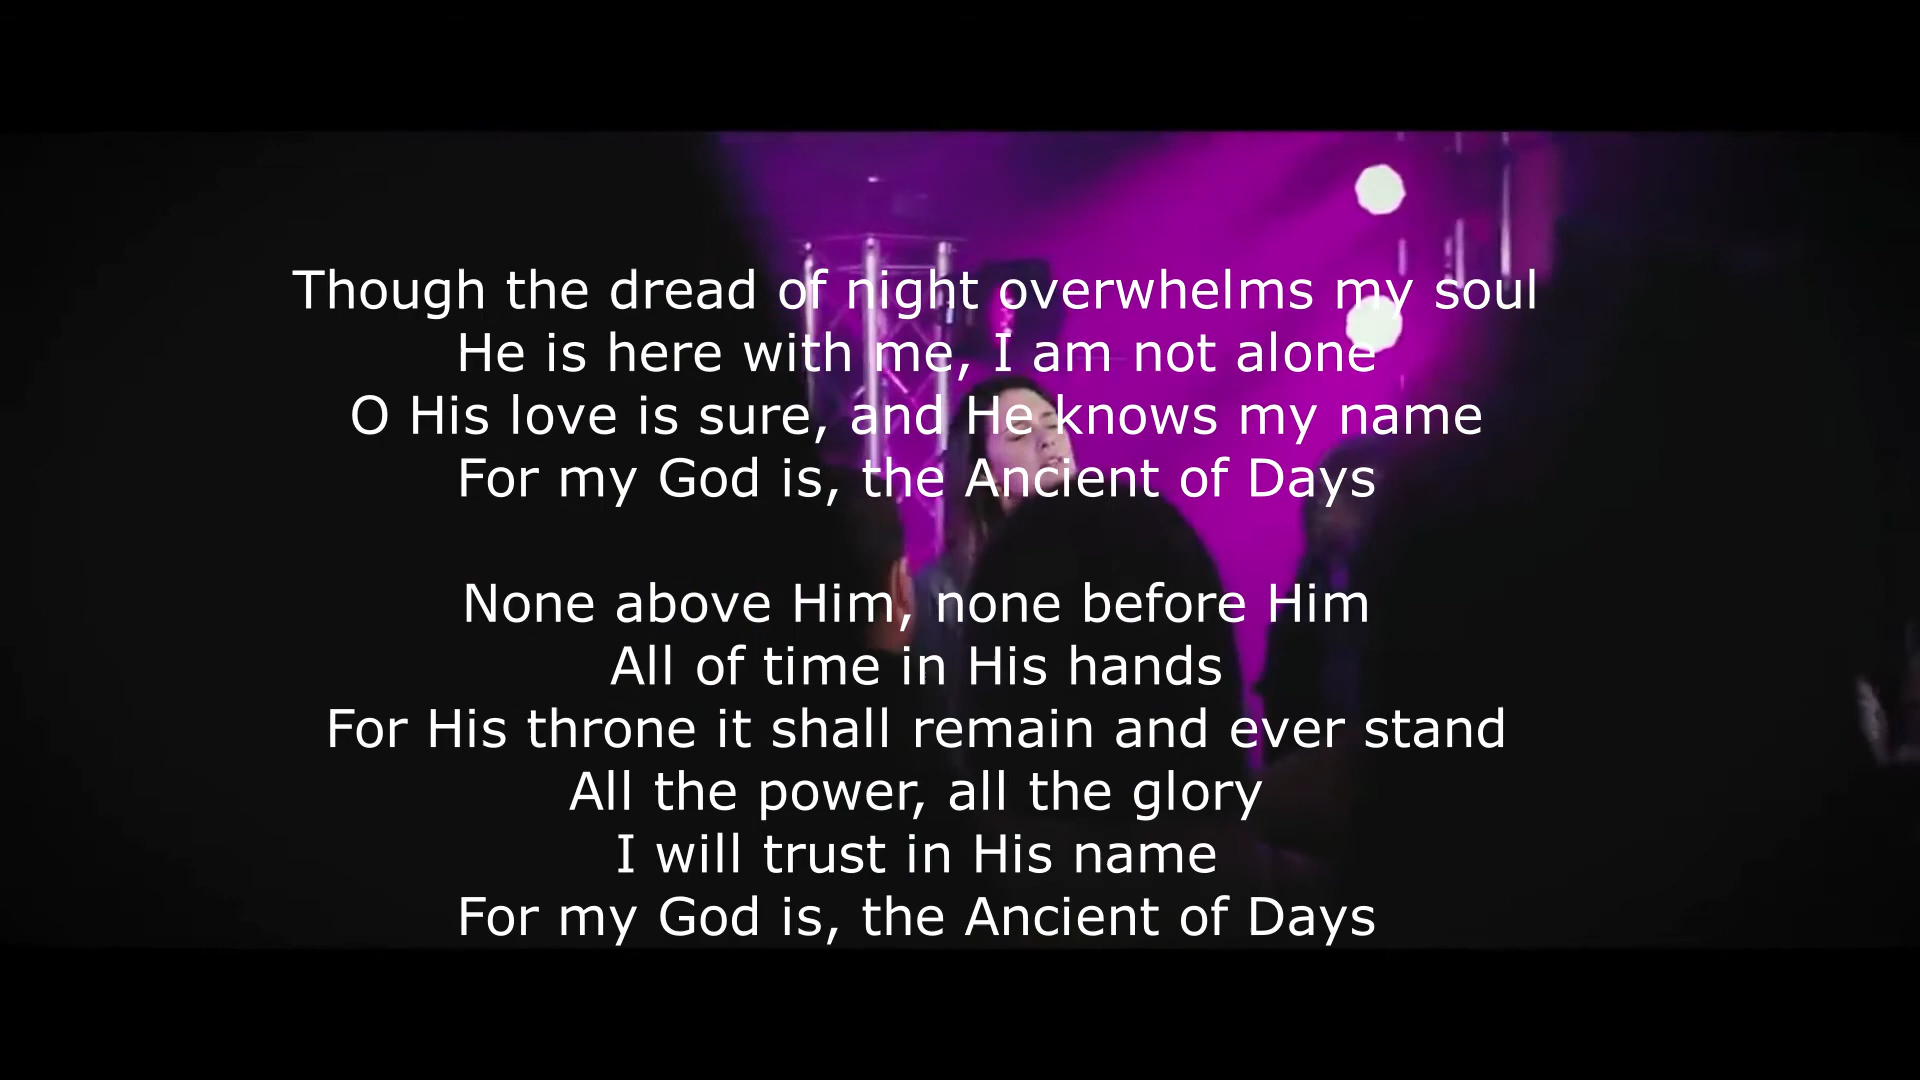 Though the dread of night overwhelms my soul
He is here with me, I am not alone
O His love is sure, and He knows my name
For my God is, the Ancient of Days
None above Him, none before Him
All of time in His hands
For His throne it shall remain and ever stand
All the power, all the glory
I will trust in His name
For my God is, the Ancient of Days